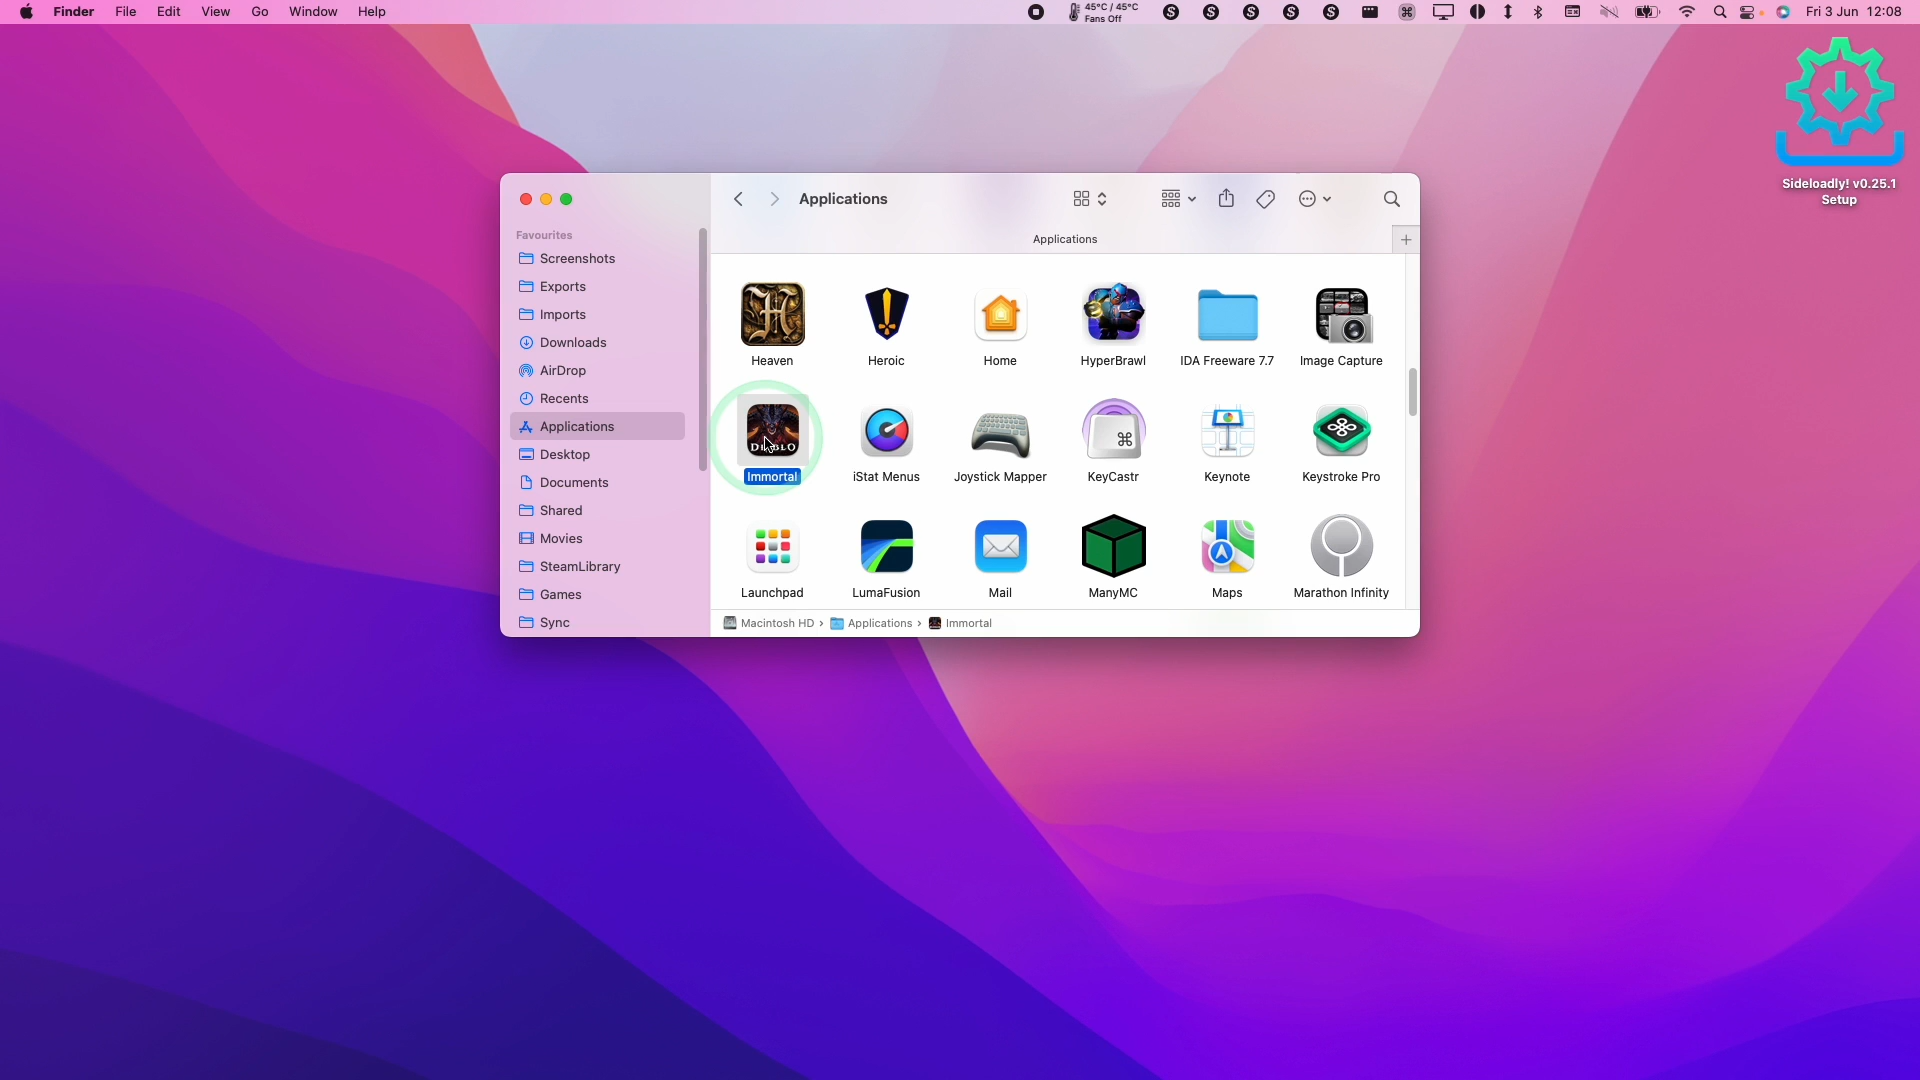 Finder File Edit View Go Window Help 45°C / 45°C Fri 3 Jun 12:08
Fans Off
Sideloadly! v0.25.1
Setup
Applications
Applications
Favourites
Screenshots
Exports
Imports
Downloads
AirDrop
Recents
Applications
Desktop
Documents
Shared
Movies
SteamLibrary
Games
Sync
Heaven Heroic Home HyperBrawl IDA Freeware 7.7 Image Capture
DIABLO
Immortal iStat Menus Joystick Mapper KeyCastr Keynote Keystroke Pro
Launchpad LumaFusion Mail ManyMC Maps Marathon Infinity
Macintosh HD › Applications › Immortal